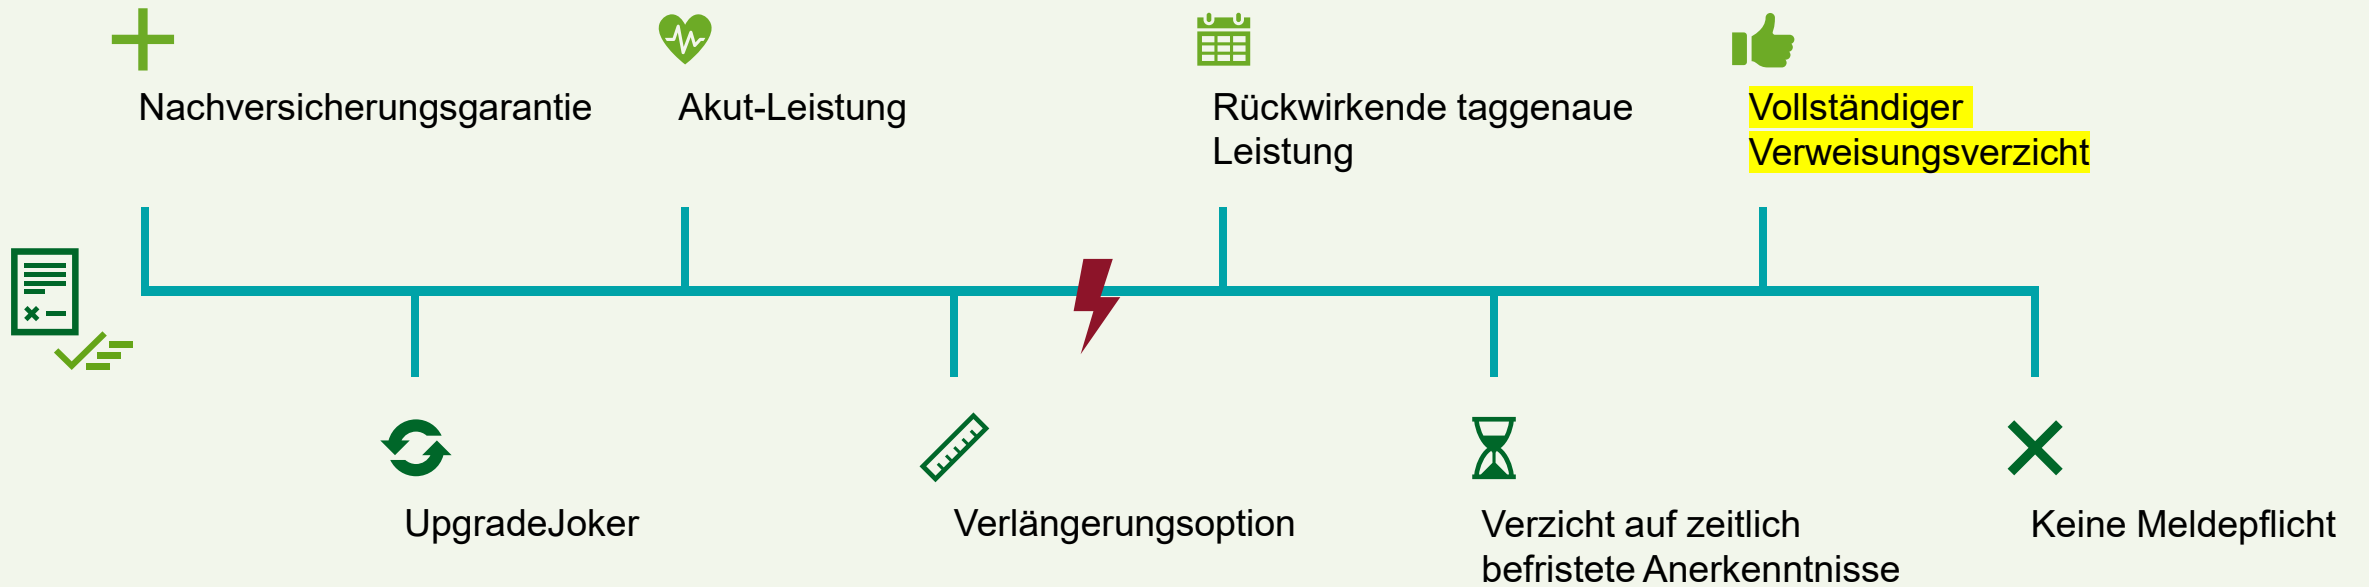 Nachversicherungsgarantie
Akut-Leistung
Rückwirkende taggenaue
Leistung
Vollständiger
Verweisungsverzicht
UpgradeJoker
Verlängerungsoption
Verzicht auf zeitlich
befristete Anerkenntnisse
Keine Meldepflicht